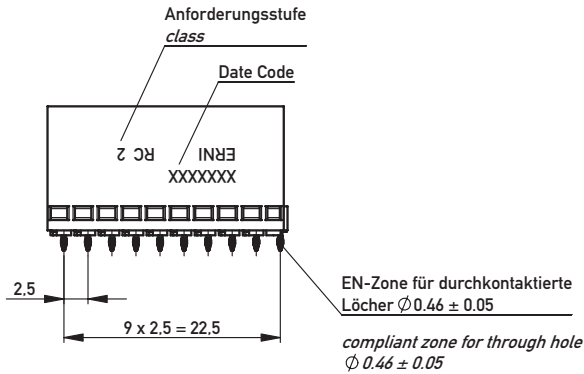 Anforderungsstufe
class
Date Code
RC 2
ERNI
XXXXXXX
2,5
9 x 2,5 = 22,5
EN-Zone für durchkontaktierte
Löcher ∅ 0.46 ± 0.05
compliant zone for through hole
∅ 0.46 ± 0.05